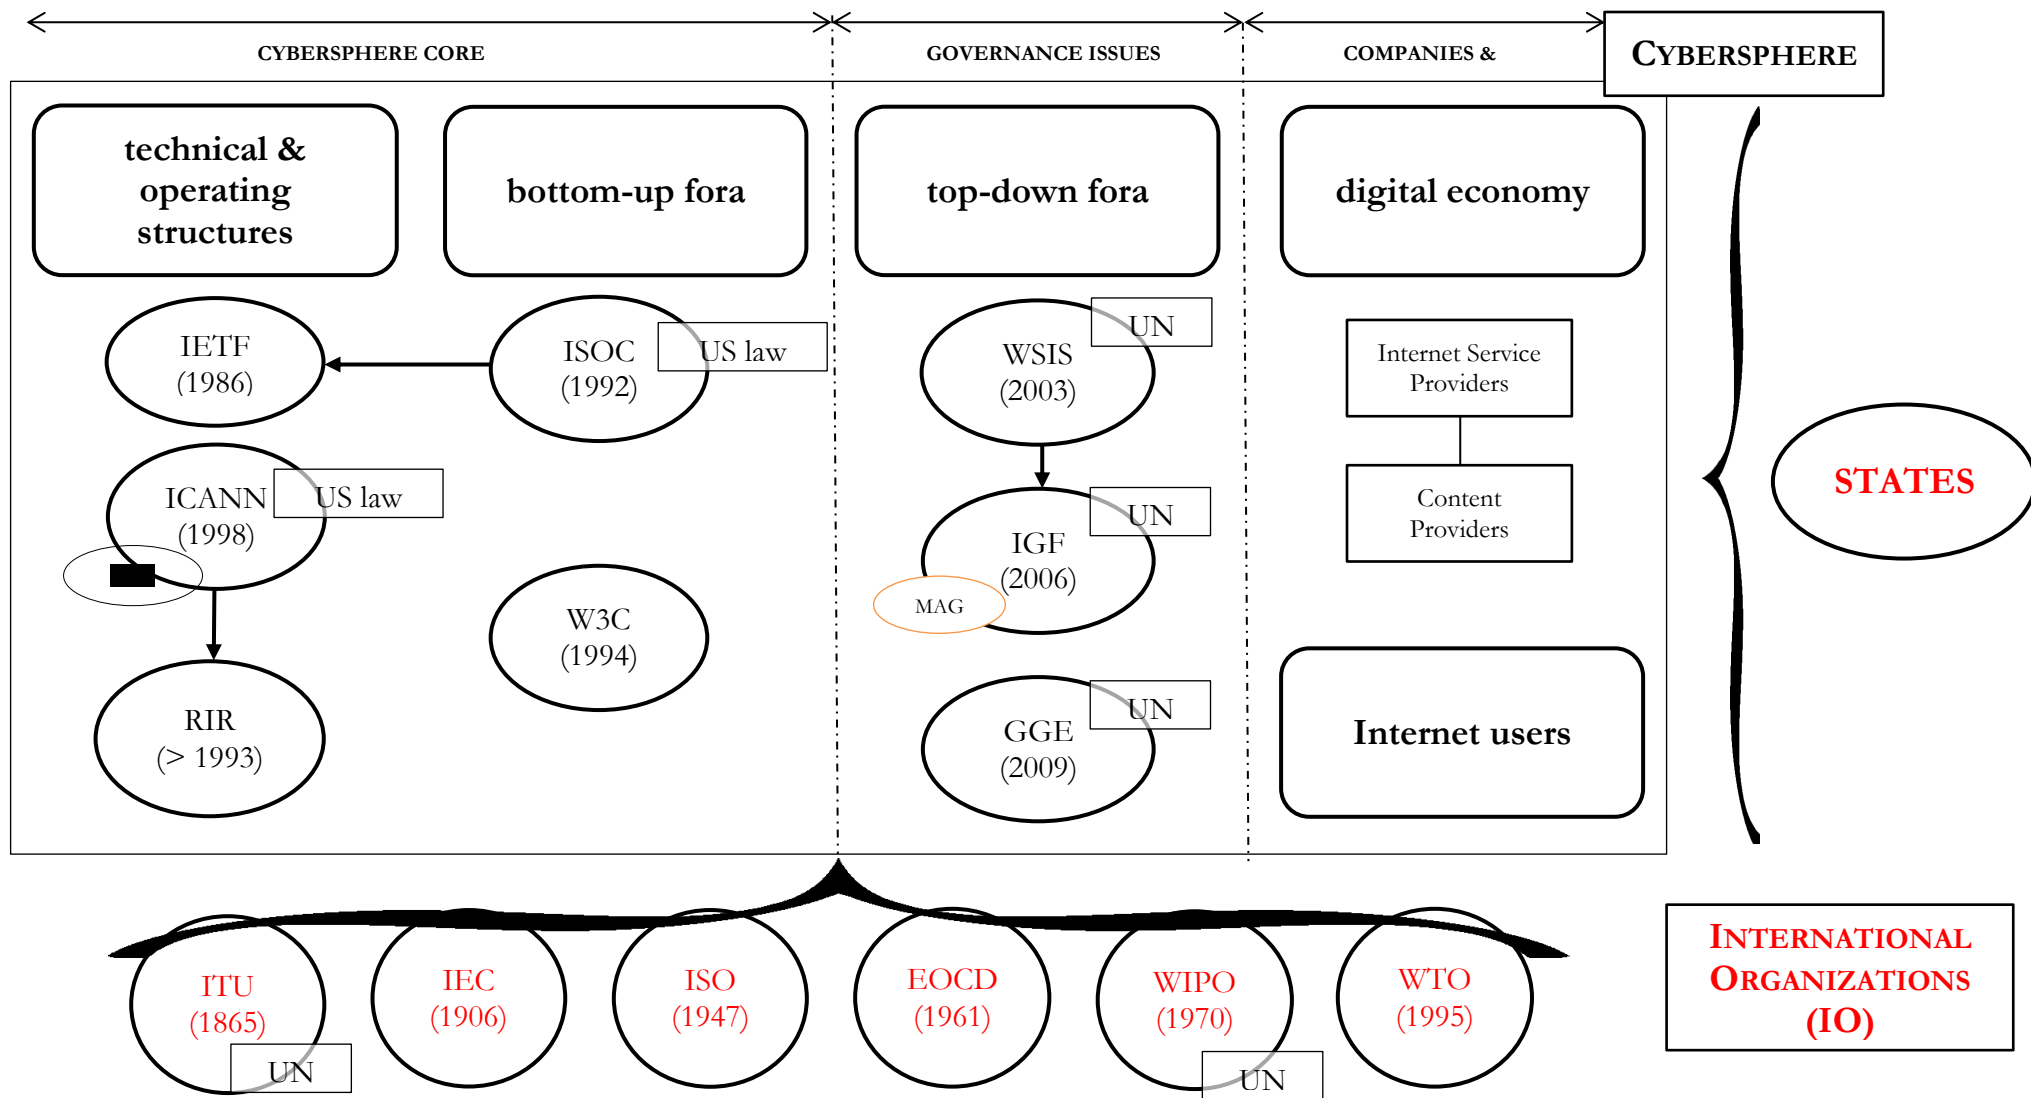 CYBERSPHERE CORE
GOVERNANCE ISSUES
COMPANIES &
CYBERSPHERE
technical &
operating
structures
bottom-up fora
top-down fora
digital economy
IETF
(1986)
ISOC
(1992)
US law
WSIS
(2003)
UN
Internet Service
Providers
ICANN
(1998)
US law
IGF
(2006)
UN
MAG
Content
Providers
STATES
W3C
(1994)
RIR
(> 1993)
GGE
(2009)
UN
Internet users
ITU
(1865)
UN
IEC
(1906)
ISO
(1947)
EOCD
(1961)
WIPO
(1970)
UN
WTO
(1995)
INTERNATIONAL
ORGANIZATIONS
(IO)